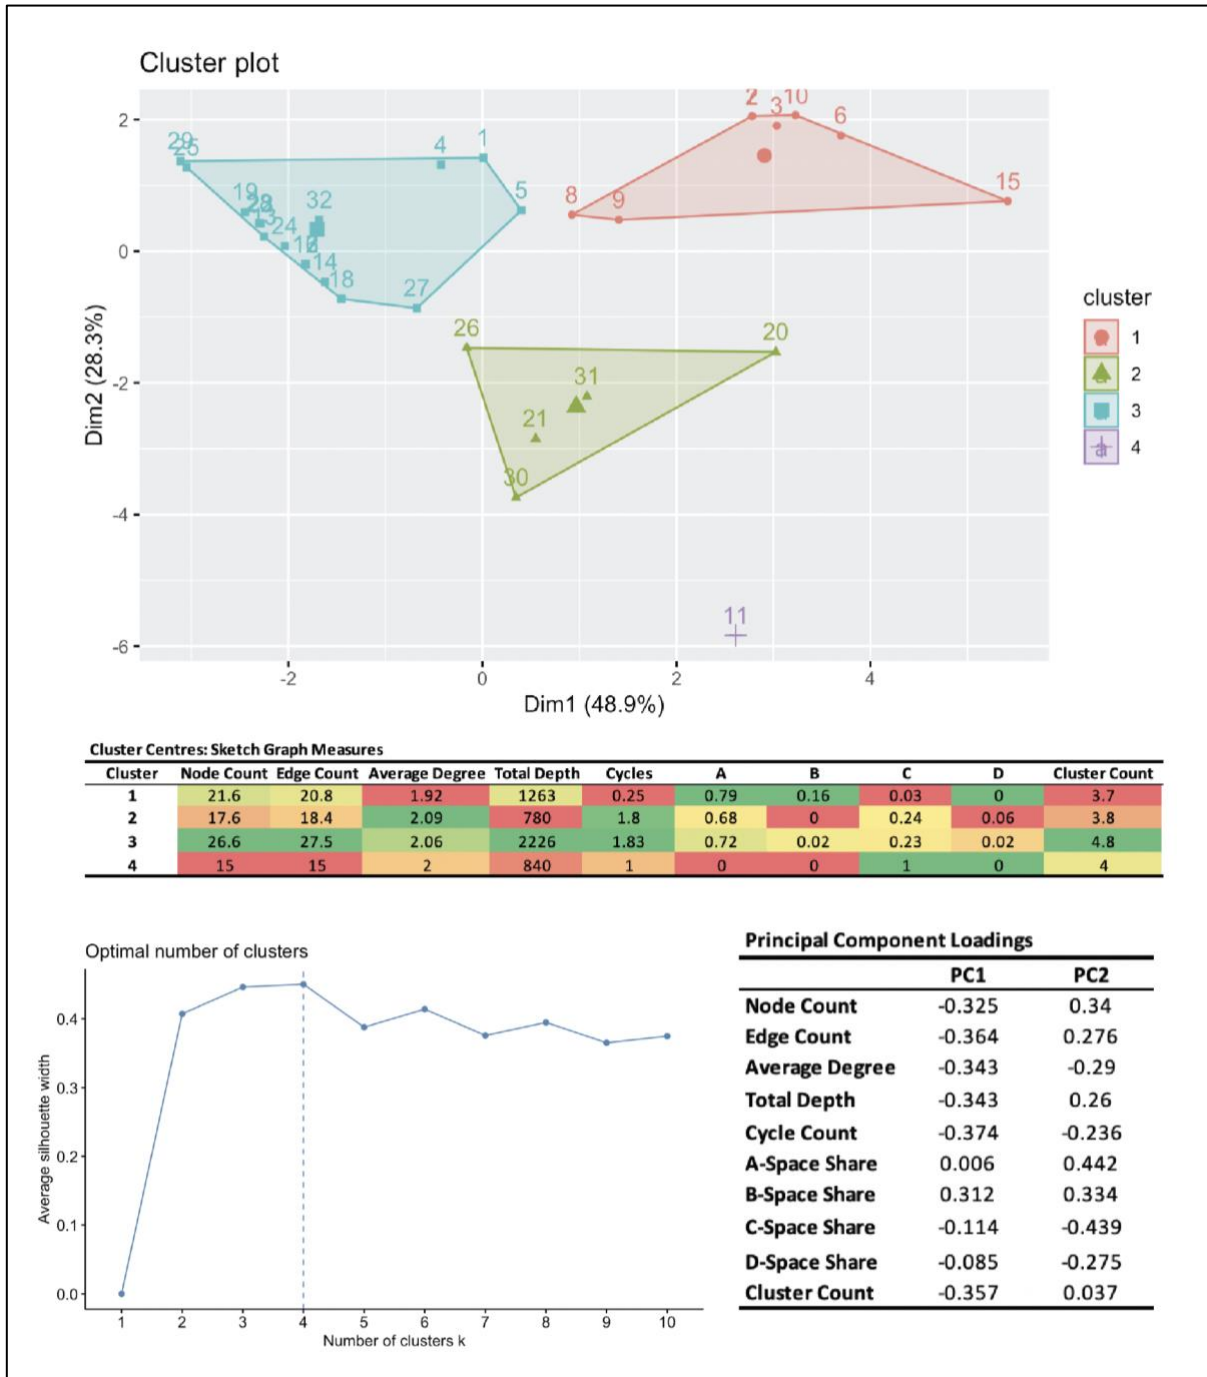 Cluster plot
2
0
-2
-4
-6
Dim2 (28.3%)
29
25
19
32
24
14
18
4
1
5
27
2 3 10
6
15
8
9
26
20
31
21
30
11
-2 0 2 4
Dim1 (48.9%)
cluster
1
2
3
4
Cluster Centres: Sketch Graph Measures
Cluster Node Count Edge Count Average Degree Total Depth Cycles A B C D Cluster Count
1 21.6 20.8 1.92 1263 0.25 0.79 0.16 0.03 0 3.7
2 17.6 18.4 2.09 780 1.8 0.68 0 0.24 0.06 3.8
3 26.6 27.5 2.06 2226 1.83 0.72 0.02 0.23 0.02 4.8
4 15 15 2 840 1 0 0 1 0 4
Optimal number of clusters
0.4
0.3
0.2
0.1
0.0
Average silhouette width
1 2 3 4 5 6 7 8 9 10
Number of clusters k
Principal Component Loadings
PC1 PC2
Node Count -0.325 0.34
Edge Count -0.364 0.276
Average Degree -0.343 -0.29
Total Depth -0.343 0.26
Cycle Count -0.374 -0.236
A-Space Share 0.006 0.442
B-Space Share 0.312 0.334
C-Space Share -0.114 -0.439
D-Space Share -0.085 -0.275
Cluster Count -0.357 0.037